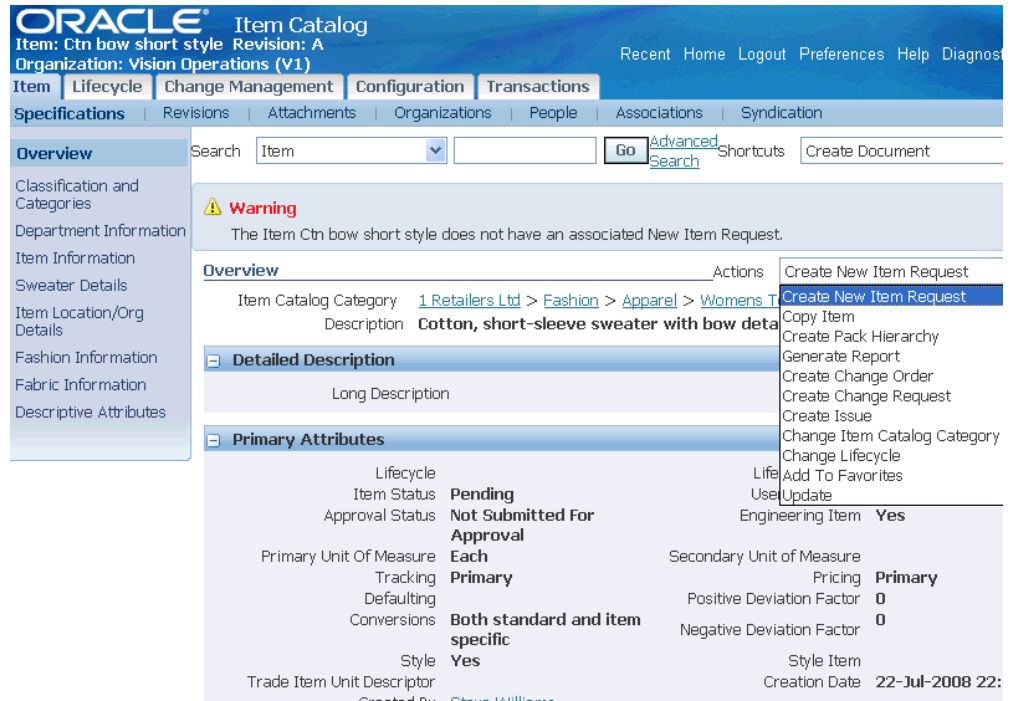 ORACLE Item Catalog
Item: Ctn bow short style Revision: A
Organization: Vision Operations (V1)
Recent Home Logout Preferences Help
Item Lifecycle Change Management Configuration Transactions
Specifications | Revisions | Attachments | Organizations | People | Associations | Syndication
Overview
Classification and
Categories
Department Information
Item Information
Sweater Details
Item Location/Org
Details
Fashion Information
Fabric Information
Descriptive Attributes
Search Item Go Advanced
Search Shortcuts Create Document
Warning
The Item Ctn bow short style does not have an associated New Item Request.
Overview Actions Create New Item Request
Create New Item Request
Copy Item
Create Pack Hierarchy
Generate Report
Create Change Order
Create Change Request
Create Issue
Change Item Catalog Category
Change Lifecycle
Add To Favorites
Update
Item Catalog Category 1 Retailers Ltd > Fashion > Apparel > Womens
Description Cotton, short-sleeve sweater with bow
Detailed Description
Long Description
Primary Attributes
Lifecycle
Item Status Pending
Approval Status Not Submitted For
Approval
Engineering Item Yes
Primary Unit Of Measure Each
Secondary Unit of Measure
Tracking Primary
Pricing Primary
Defaulting
Positive Deviation Factor 0
Conversions Both standard and item
specific
Negative Deviation Factor 0
Style Yes
Style Item
Trade Item Unit Descriptor
Creation Date 22-Jul-2008 22:
Created By Steve Williams